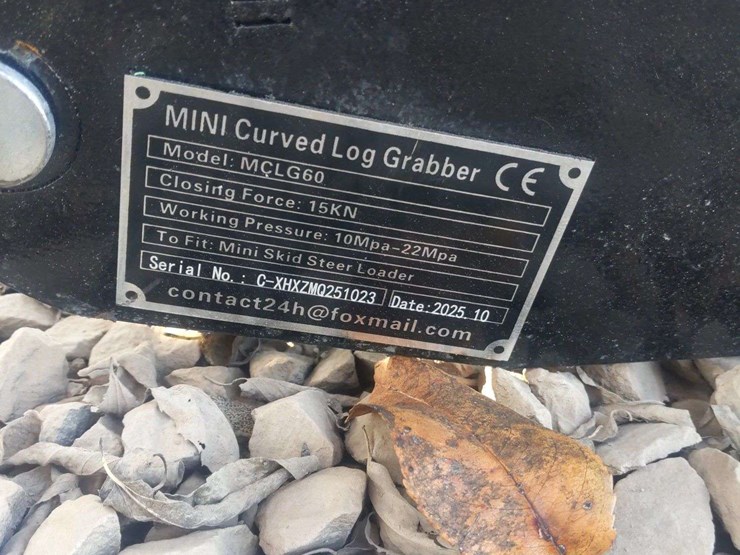 MINI Curved Log Grabber CE
Model: MCLG60
Closing Force: 15KN
Working Pressure: 10Mpa-22Mpa
To Fit: Mini Skid Steer Loader
Serial No.: C-XHXZMQ251023 Date: 2025.10
contact24h@foxmail.com